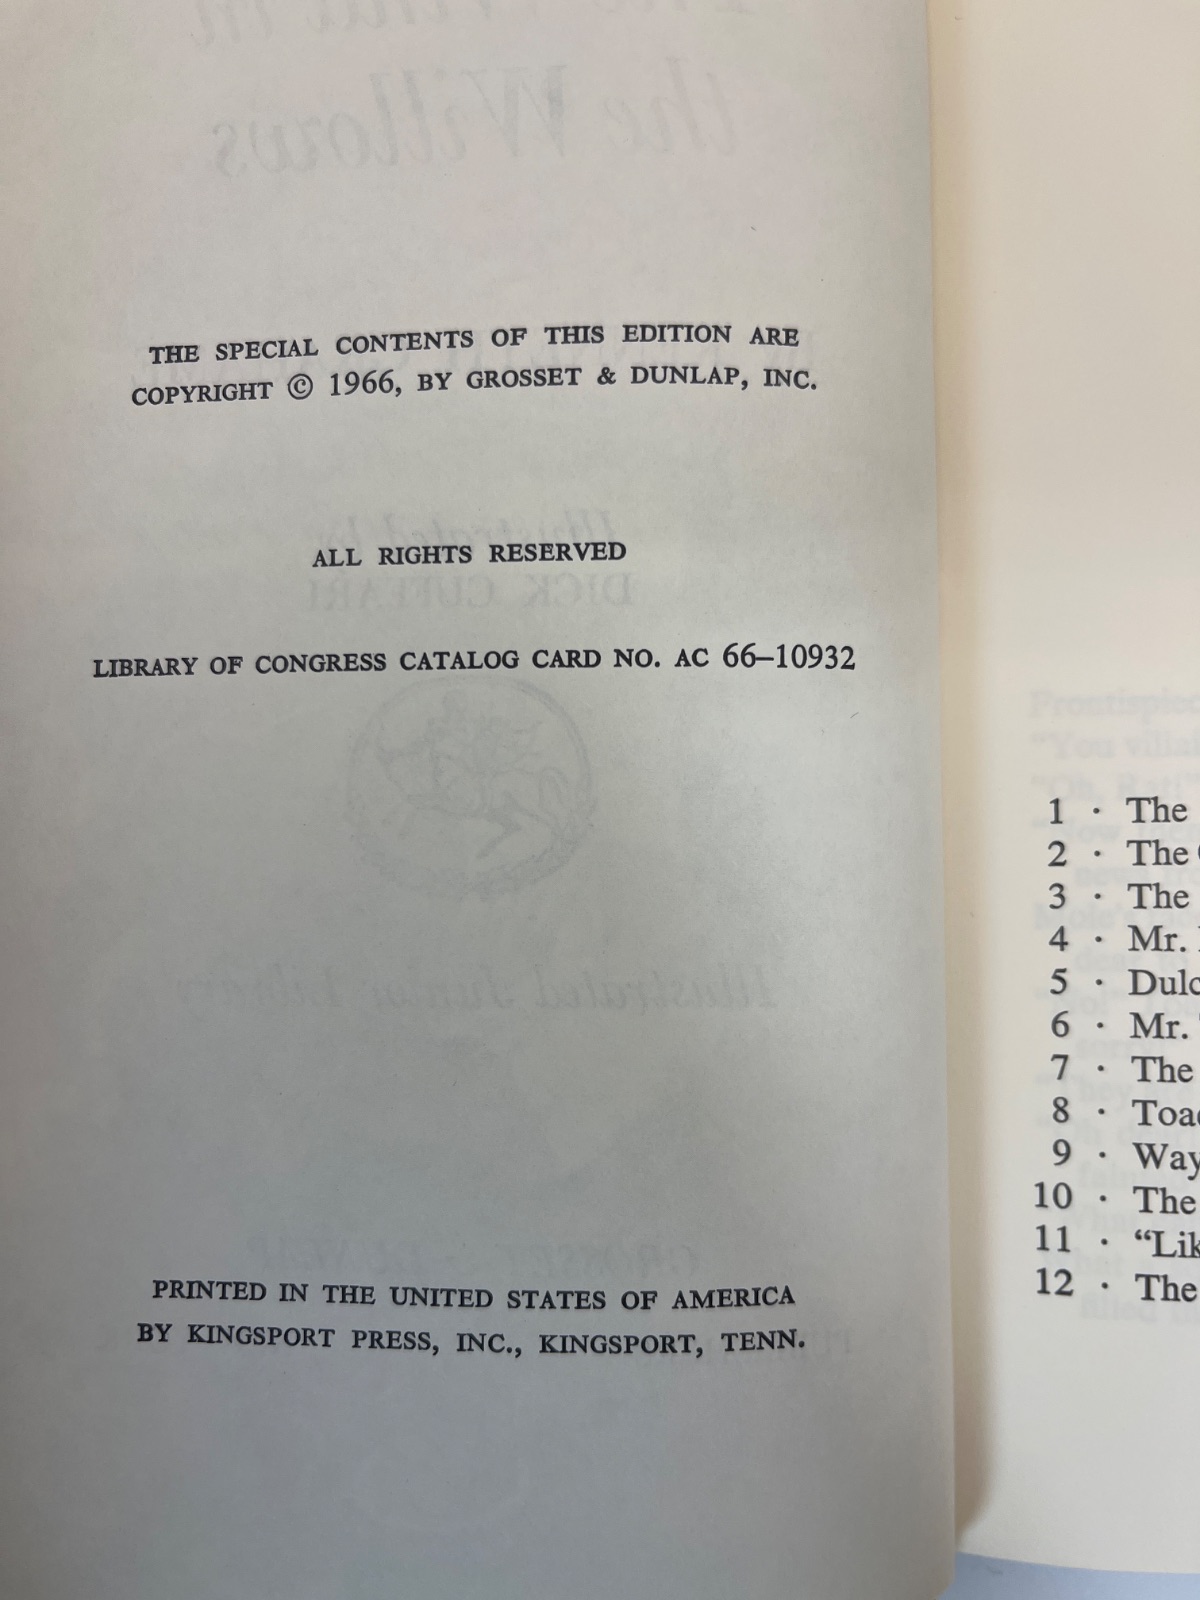 THE SPECIAL CONTENTS OF THIS EDITION ARE
COPYRIGHT © 1966, BY GROSSET & DUNLAP, INC.
ALL RIGHTS RESERVED
LIBRARY OF CONGRESS CATALOG CARD NO. AC 66–10932
PRINTED IN THE UNITED STATES OF AMERICA
BY KINGSPORT PRESS, INC., KINGSPORT, TENN.
1 · The
2 · The
3 · The
4 · Mr.
5 · Dulc
6 · Mr.
7 · The
8 · Toad
9 · Way
10 · The
11 · “Lik
12 · The